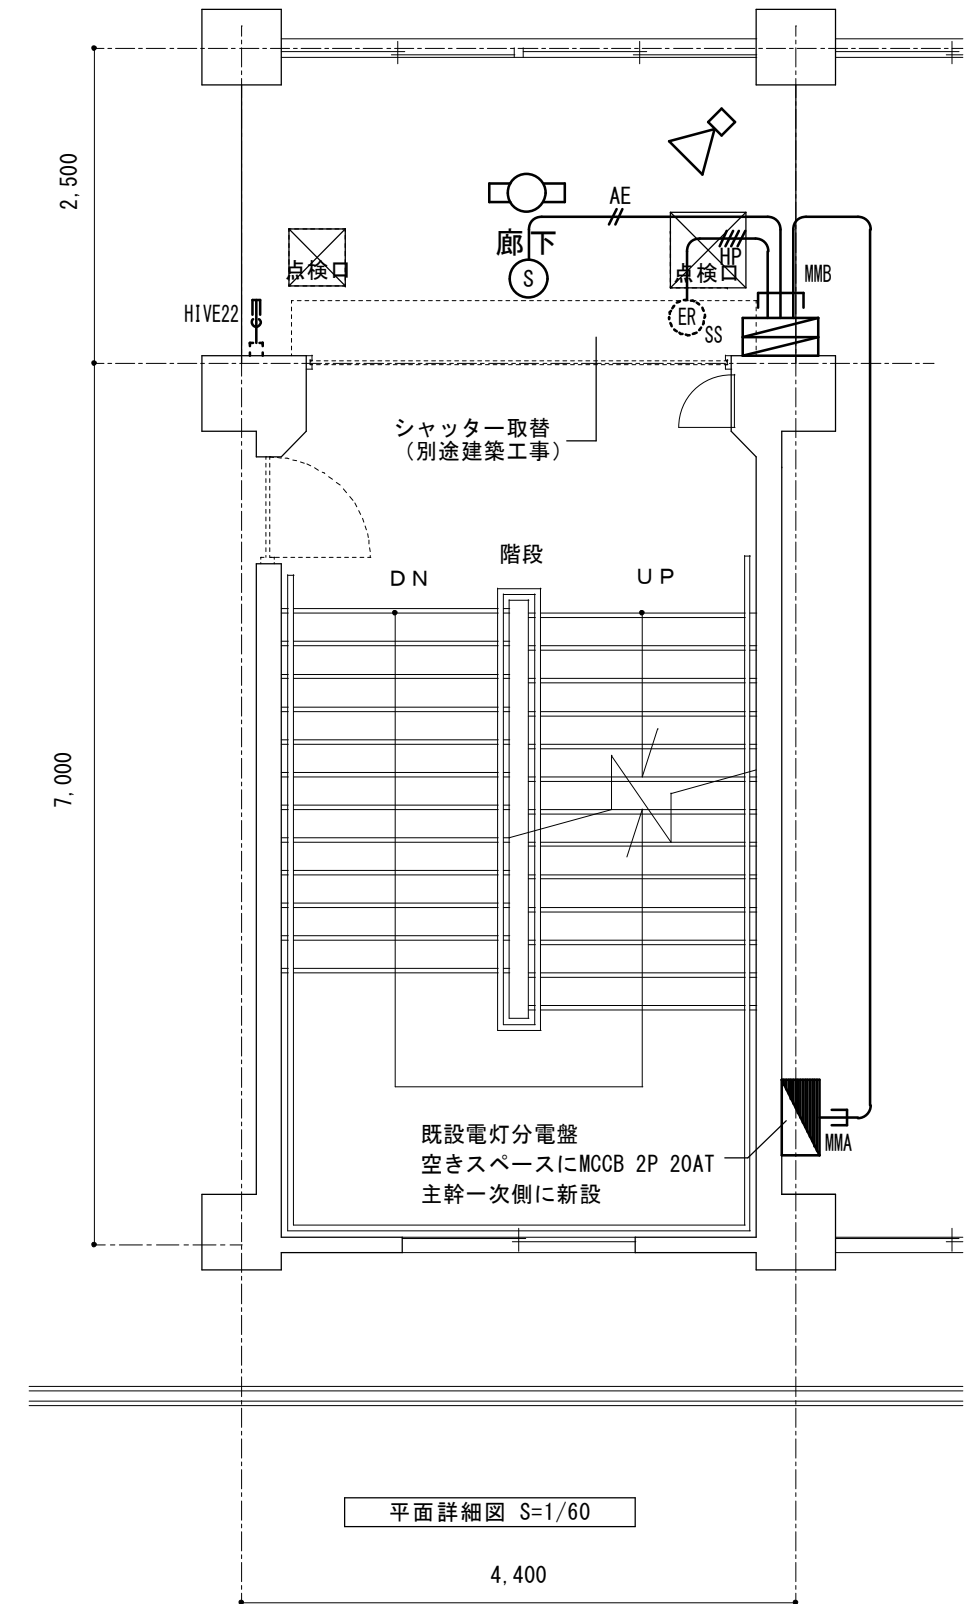 2,500
AE
廊下
S
点検口
HP
点検口
MMB
HIVE22
ER
SS
シャッター取替
（別途建築工事）
階段
DN
UP
7,000
既設電灯分電盤
空きスペースにMCCB 2P 20AT
主幹一次側に新設
MMA
平面詳細図 S=1/60
4,400